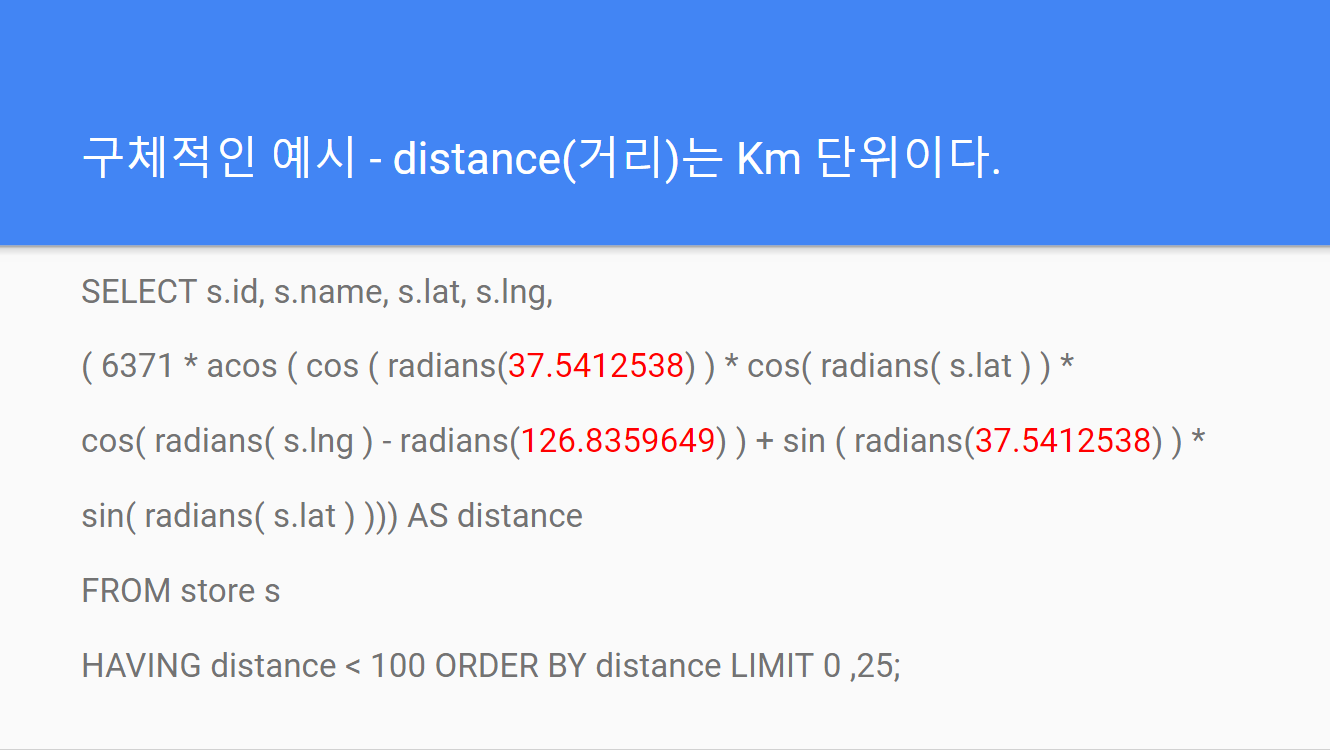 구체적인 예시 - distance(거리)는 Km 단위이다.
SELECT s.id, s.name, s.lat, s.lng,
( 6371 * acos ( cos ( radians(37.5412538) ) * cos( radians( s.lat ) ) *
cos( radians( s.lng ) - radians(126.8359649) ) + sin ( radians(37.5412538) ) *
sin( radians( s.lat ) ))) AS distance
FROM store s
HAVING distance < 100 ORDER BY distance LIMIT 0 ,25;